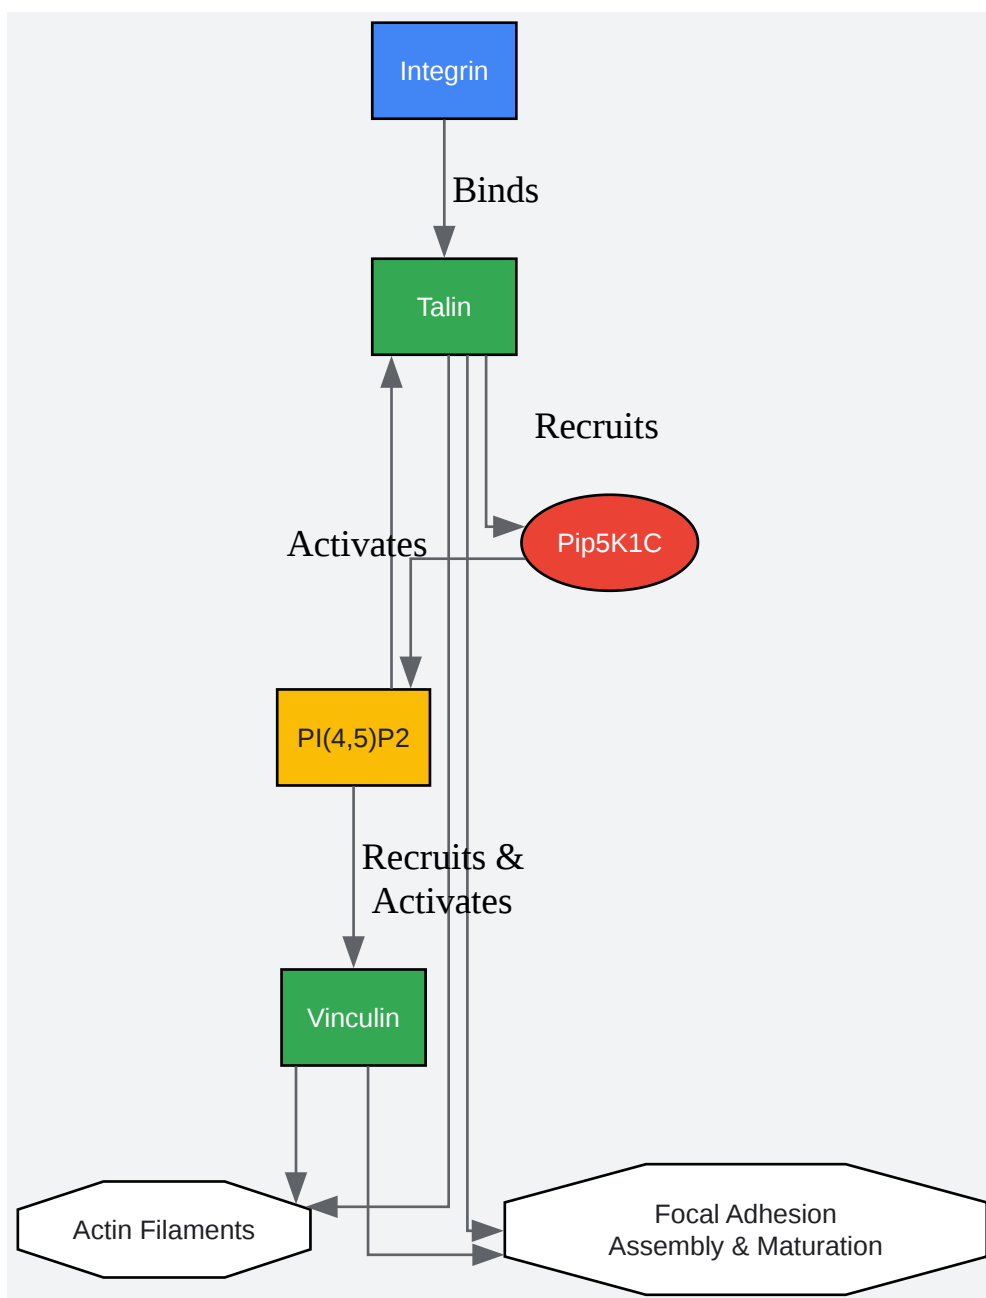 Integrin
Binds
Talin
Recruits
Activates
Pip5K1C
PI(4,5)P2
Recruits &
Activates
Vinculin
Actin Filaments
Focal Adhesion
Assembly & Maturation